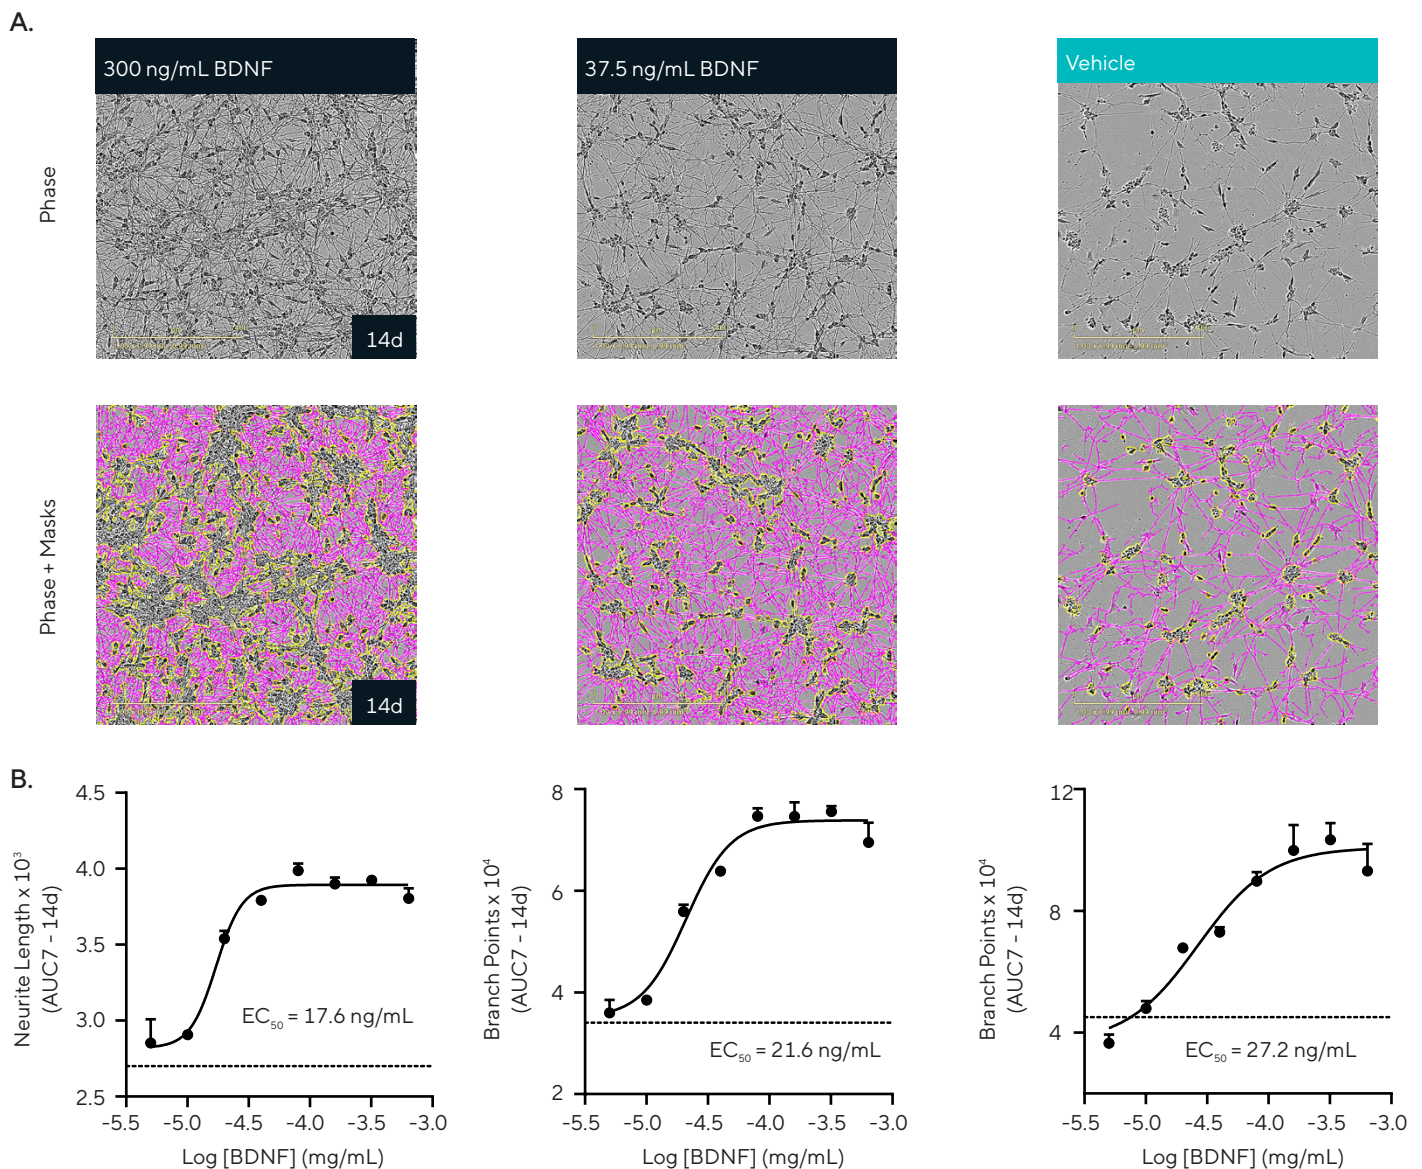 A.
300 ng/mL BDNF
37.5 ng/mL BDNF
Vehicle
Phase
14d
Phase + Masks
14d
B.
Neurite Length x 10³
(AUC7 - 14d)
4.5
4.0
3.5
3.0
2.5
EC₅₀ = 17.6 ng/mL
-5.5 -5.0 -4.5 -4.0 -3.5 -3.0
Log [BDNF] (mg/mL)
Branch Points x 10⁴
(AUC7 - 14d)
8
6
4
2
EC₅₀ = 21.6 ng/mL
-5.5 -5.0 -4.5 -4.0 -3.5 -3.0
Log [BDNF] (mg/mL)
Branch Points x 10⁴
(AUC7 - 14d)
12
8
4
EC₅₀ = 27.2 ng/mL
-5.5 -5.0 -4.5 -4.0 -3.5 -3.0
Log [BDNF] (mg/mL)